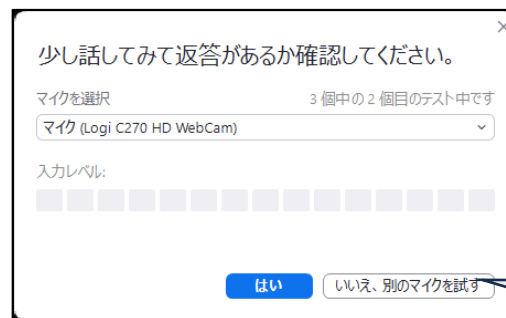 少し話してみて返答があるか確認してください。
マイクを選択 3 個中の 2 個目のテスト中です
マイク (Logi C270 HD WebCam)
入力レベル:
はい いいえ、別のマイクを試す